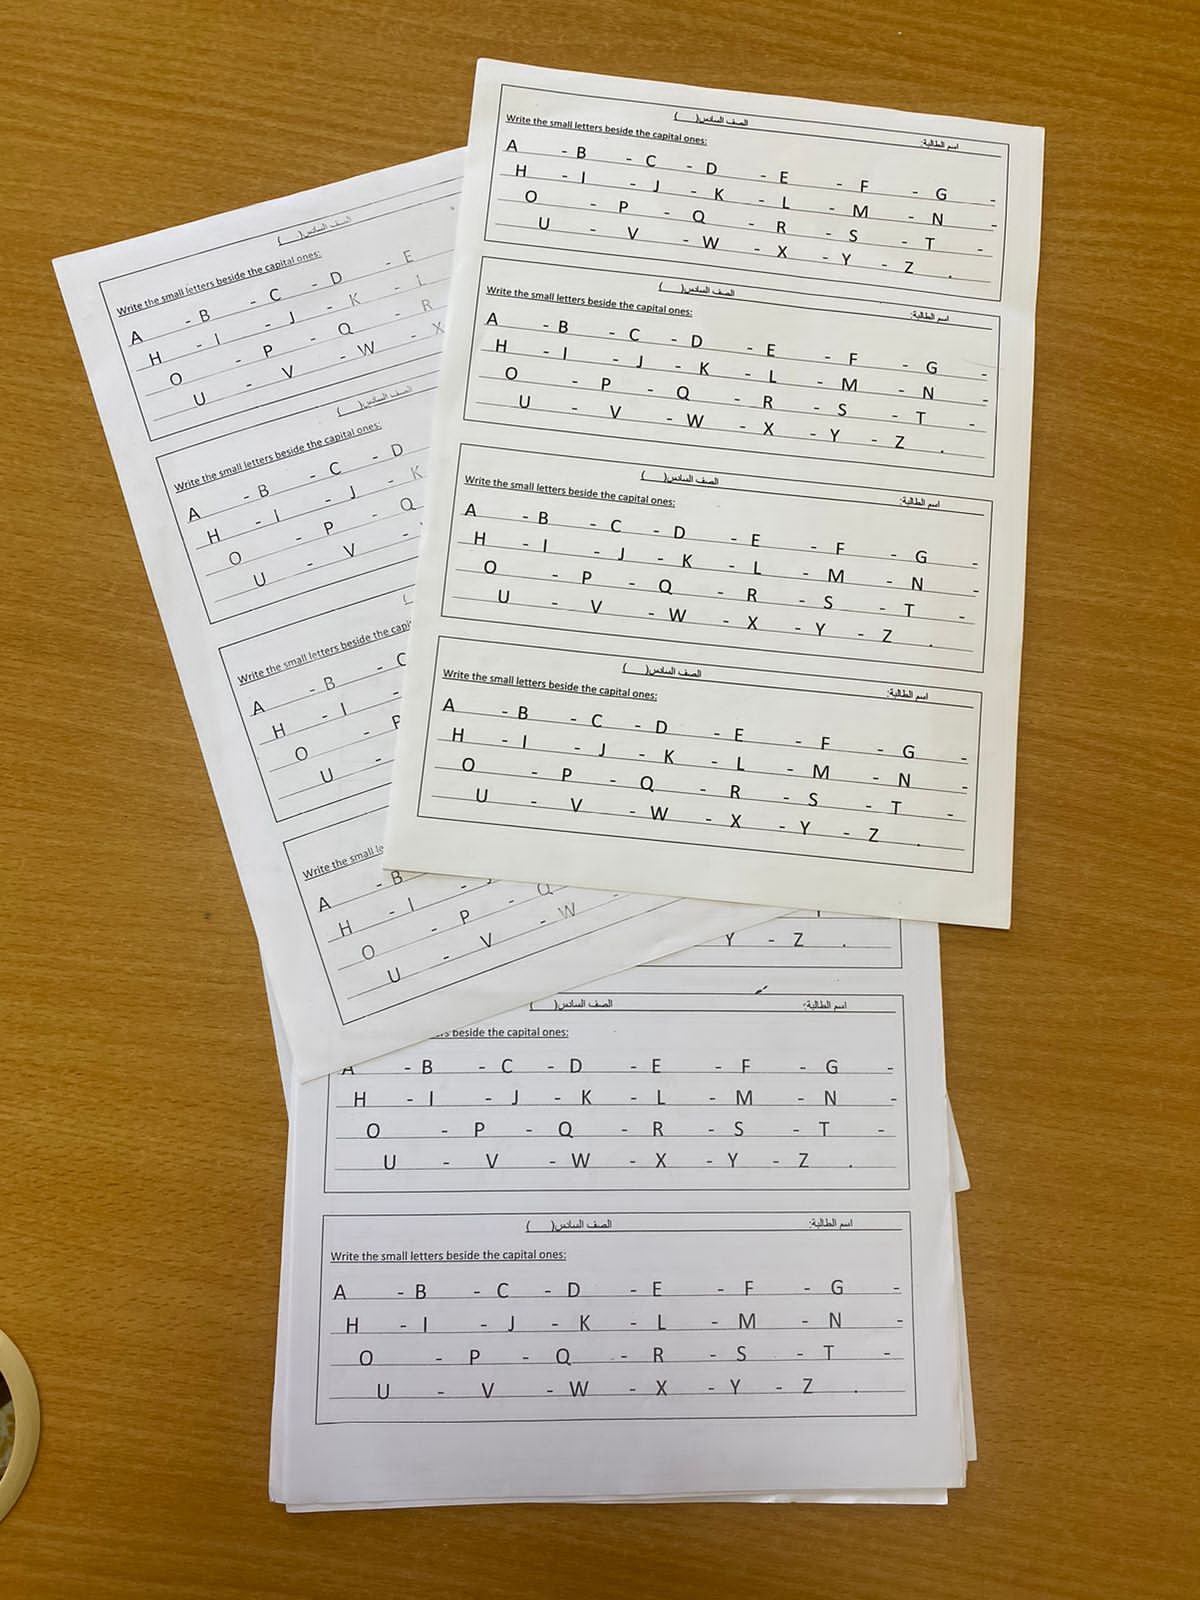 اسم الطالبة: الصف السادس( )
Write the small letters beside the capital ones:
A - B - C - D - E - F - G -
H - I - J - K - L - M - N -
O - P - Q - R - S - T -
U - V - W - X - Y - Z .
اسم الطالبة: الصف السادس( )
Write the small letters beside the capital ones:
A - B - C - D - E - F - G -
H - I - J - K - L - M - N -
O - P - Q - R - S - T -
U - V - W - X - Y - Z .
اسم الطالبة: الصف السادس( )
Write the small letters beside the capital ones:
A - B - C - D - E - F - G -
H - I - J - K - L - M - N -
O - P - Q - R - S - T -
U - V - W - X - Y - Z .
اسم الطالبة: الصف السادس( )
Write the small letters beside the capital ones:
A - B - C - D - E - F - G -
H - I - J - K - L - M - N -
O - P - Q - R - S - T -
U - V - W - X - Y - Z .
الصف السادس( )
Write the small letters beside the capital ones:
A - B - C - D - E
H - I - J - K - L
O - P - Q - R
U - V - W - X
الصف السادس( )
Write the small letters beside the capital ones:
A - B - C - D
H - I - J - K
O - P - Q
U - V -
Write the small letters beside the
A - B - C
H - I -
O - P
U -
Write the small
A - B
H - I -
O - P - Q
U - V - W -
Y - Z .
اسم الطالبة: الصف السادس( )
beside the capital ones:
A - B - C - D - E - F - G -
H - I - J - K - L - M - N -
O - P - Q - R - S - T -
U - V - W - X - Y - Z .
اسم الطالبة: الصف السادس( )
Write the small letters beside the capital ones:
A - B - C - D - E - F - G -
H - I - J - K - L - M - N -
O - P - Q - R - S - T -
U - V - W - X - Y - Z .